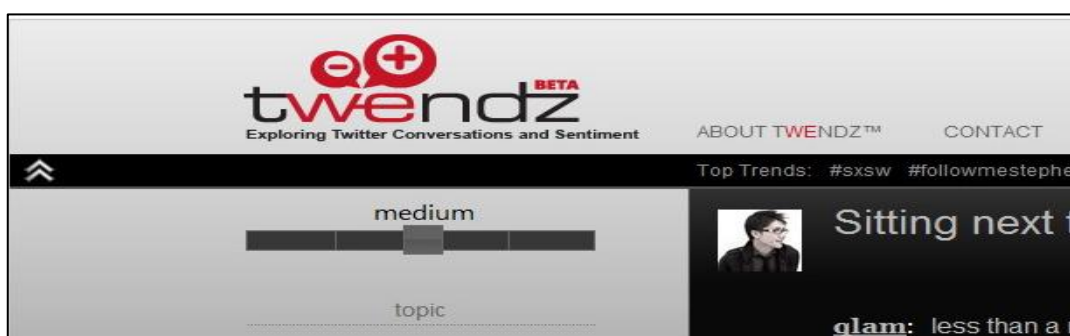 BETA
twendz
Exploring Twitter Conversations and Sentiment
ABOUT TWENDZ™ CONTACT
Top Trends: #sxsw #followmestephe
medium
Sitting next
topic
glam: less than a